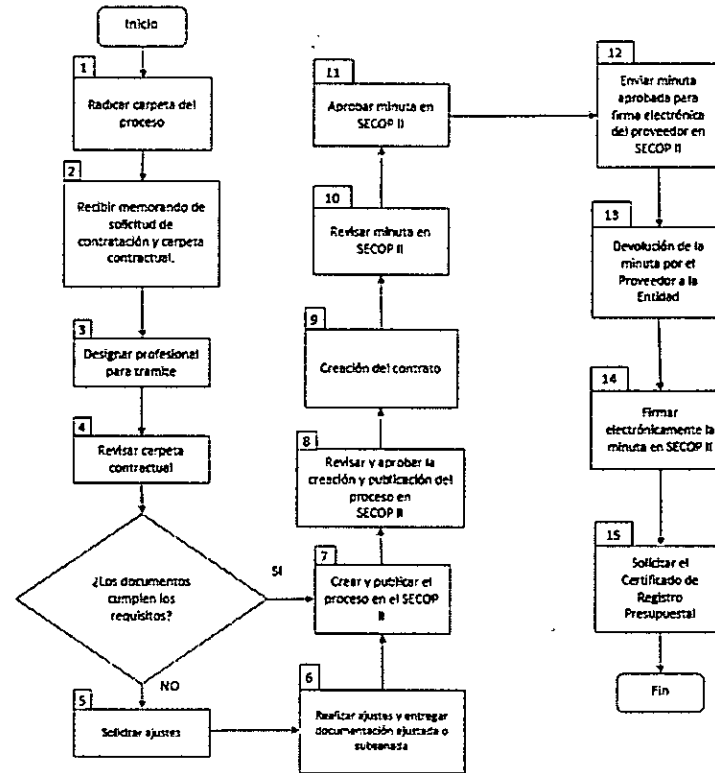 Inicio
1
Radicar carpeta del
proceso
2
Recibir memorando de
solicitud de
contratación y carpeta
contractual.
3
Designar profesional
para tramite
4
Revisar carpeta
contractual
¿Los documentos
cumplen los
requisitos?
SI
NO
5
Solicitar ajustes
6
Realizar ajustes y entregar
documentación ajustada o
subsanada
7
Crear y publicar el
proceso en el SECOP
II
8
Revisar y aprobar la
creación y publicación del
proceso en
SECOP II
9
Creación del contrato
10
Revisar minuta en
SECOP II
11
Aprobar minuta en
SECOP II
12
Enviar minuta
aprobada para
firma electrónica
del proveedor en
SECOP II
13
Devolución de la
minuta por el
Proveedor a la
Entidad
14
Firmar
electrónicamente la
minuta en SECOP II
15
Solicitar el
Certificado de
Registro
Presupuestal
Fin